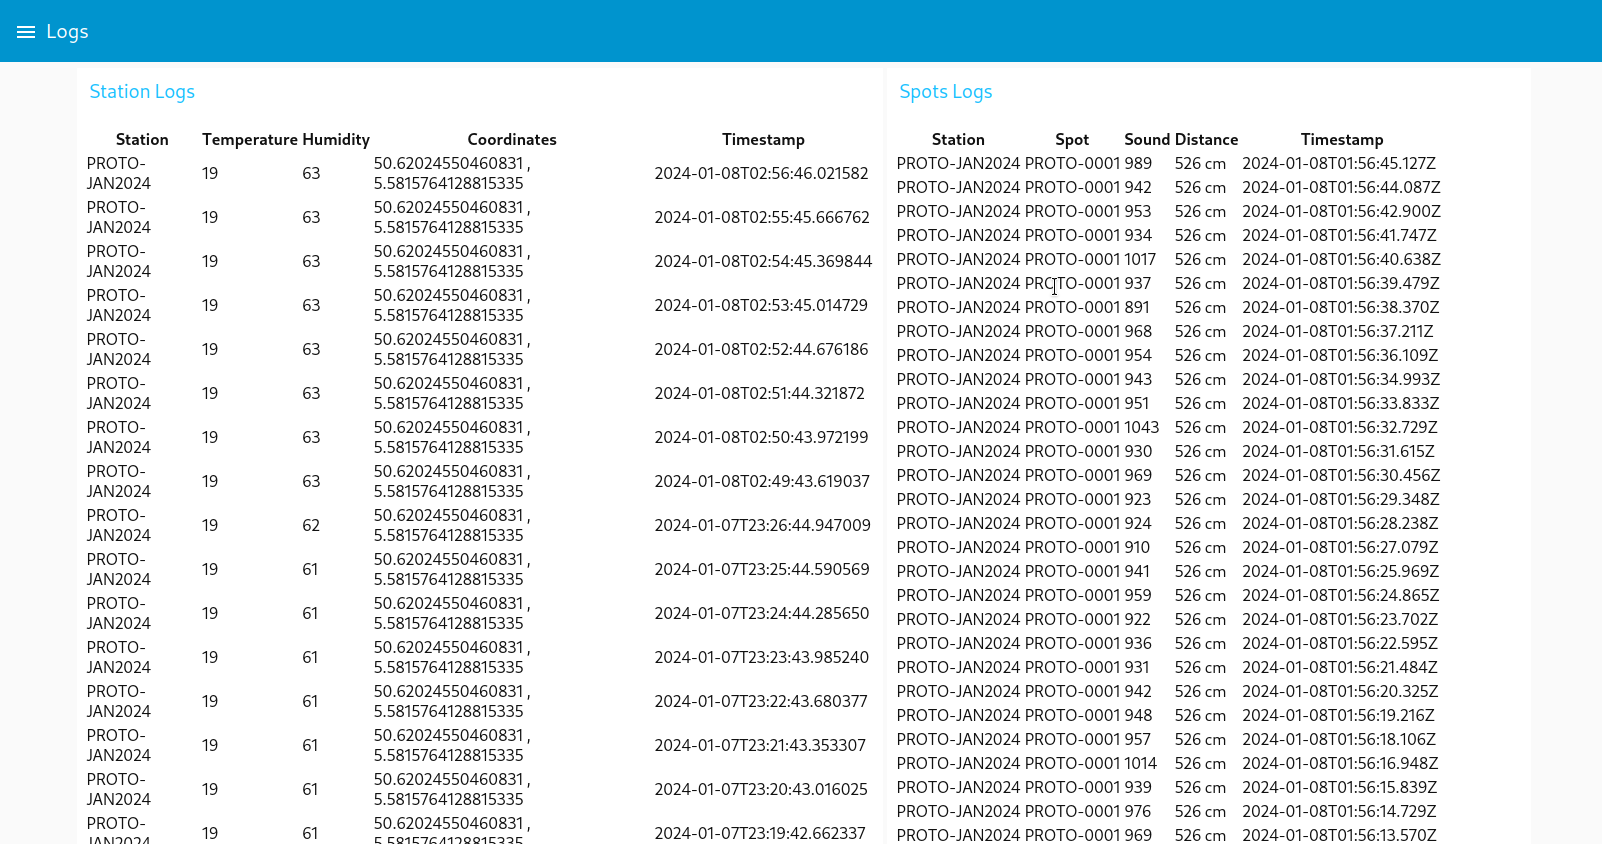 Logs
Station Logs
Station Temperature Humidity Coordinates Timestamp
PROTO-JAN2024 19 63 50.62024550460831 , 5.5815764128815335 2024-01-08T02:56:46.021582
PROTO-JAN2024 19 63 50.62024550460831 , 5.5815764128815335 2024-01-08T02:55:45.666762
PROTO-JAN2024 19 63 50.62024550460831 , 5.5815764128815335 2024-01-08T02:54:45.369844
PROTO-JAN2024 19 63 50.62024550460831 , 5.5815764128815335 2024-01-08T02:53:45.014729
PROTO-JAN2024 19 63 50.62024550460831 , 5.5815764128815335 2024-01-08T02:52:44.676186
PROTO-JAN2024 19 63 50.62024550460831 , 5.5815764128815335 2024-01-08T02:51:44.321872
PROTO-JAN2024 19 63 50.62024550460831 , 5.5815764128815335 2024-01-08T02:50:43.972199
PROTO-JAN2024 19 63 50.62024550460831 , 5.5815764128815335 2024-01-08T02:49:43.619037
PROTO-JAN2024 19 62 50.62024550460831 , 5.5815764128815335 2024-01-07T23:26:44.947009
PROTO-JAN2024 19 61 50.62024550460831 , 5.5815764128815335 2024-01-07T23:25:44.590569
PROTO-JAN2024 19 61 50.62024550460831 , 5.5815764128815335 2024-01-07T23:24:44.285650
PROTO-JAN2024 19 61 50.62024550460831 , 5.5815764128815335 2024-01-07T23:23:43.985240
PROTO-JAN2024 19 61 50.62024550460831 , 5.5815764128815335 2024-01-07T23:22:43.680377
PROTO-JAN2024 19 61 50.62024550460831 , 5.5815764128815335 2024-01-07T23:21:43.353307
PROTO-JAN2024 19 61 50.62024550460831 , 5.5815764128815335 2024-01-07T23:20:43.016025
PROTO-JAN2024 19 61 50.62024550460831 , 5.5815764128815335 2024-01-07T23:19:42.662337
Spots Logs
Station Spot Sound Distance Timestamp
PROTO-JAN2024 PROTO-0001 989 526 cm 2024-01-08T01:56:45.127Z
PROTO-JAN2024 PROTO-0001 942 526 cm 2024-01-08T01:56:44.087Z
PROTO-JAN2024 PROTO-0001 953 526 cm 2024-01-08T01:56:42.900Z
PROTO-JAN2024 PROTO-0001 934 526 cm 2024-01-08T01:56:41.747Z
PROTO-JAN2024 PROTO-0001 1017 526 cm 2024-01-08T01:56:40.638Z
PROTO-JAN2024 PROTO-0001 937 526 cm 2024-01-08T01:56:39.479Z
PROTO-JAN2024 PROTO-0001 891 526 cm 2024-01-08T01:56:38.370Z
PROTO-JAN2024 PROTO-0001 968 526 cm 2024-01-08T01:56:37.211Z
PROTO-JAN2024 PROTO-0001 954 526 cm 2024-01-08T01:56:36.109Z
PROTO-JAN2024 PROTO-0001 943 526 cm 2024-01-08T01:56:34.993Z
PROTO-JAN2024 PROTO-0001 951 526 cm 2024-01-08T01:56:33.833Z
PROTO-JAN2024 PROTO-0001 1043 526 cm 2024-01-08T01:56:32.729Z
PROTO-JAN2024 PROTO-0001 930 526 cm 2024-01-08T01:56:31.615Z
PROTO-JAN2024 PROTO-0001 969 526 cm 2024-01-08T01:56:30.456Z
PROTO-JAN2024 PROTO-0001 923 526 cm 2024-01-08T01:56:29.348Z
PROTO-JAN2024 PROTO-0001 924 526 cm 2024-01-08T01:56:28.238Z
PROTO-JAN2024 PROTO-0001 910 526 cm 2024-01-08T01:56:27.079Z
PROTO-JAN2024 PROTO-0001 941 526 cm 2024-01-08T01:56:25.969Z
PROTO-JAN2024 PROTO-0001 959 526 cm 2024-01-08T01:56:24.865Z
PROTO-JAN2024 PROTO-0001 922 526 cm 2024-01-08T01:56:23.702Z
PROTO-JAN2024 PROTO-0001 936 526 cm 2024-01-08T01:56:22.595Z
PROTO-JAN2024 PROTO-0001 931 526 cm 2024-01-08T01:56:21.484Z
PROTO-JAN2024 PROTO-0001 942 526 cm 2024-01-08T01:56:20.325Z
PROTO-JAN2024 PROTO-0001 948 526 cm 2024-01-08T01:56:19.216Z
PROTO-JAN2024 PROTO-0001 957 526 cm 2024-01-08T01:56:18.106Z
PROTO-JAN2024 PROTO-0001 1014 526 cm 2024-01-08T01:56:16.948Z
PROTO-JAN2024 PROTO-0001 939 526 cm 2024-01-08T01:56:15.839Z
PROTO-JAN2024 PROTO-0001 976 526 cm 2024-01-08T01:56:14.729Z
PROTO-JAN2024 PROTO-0001 969 526 cm 2024-01-08T01:56:13.570Z